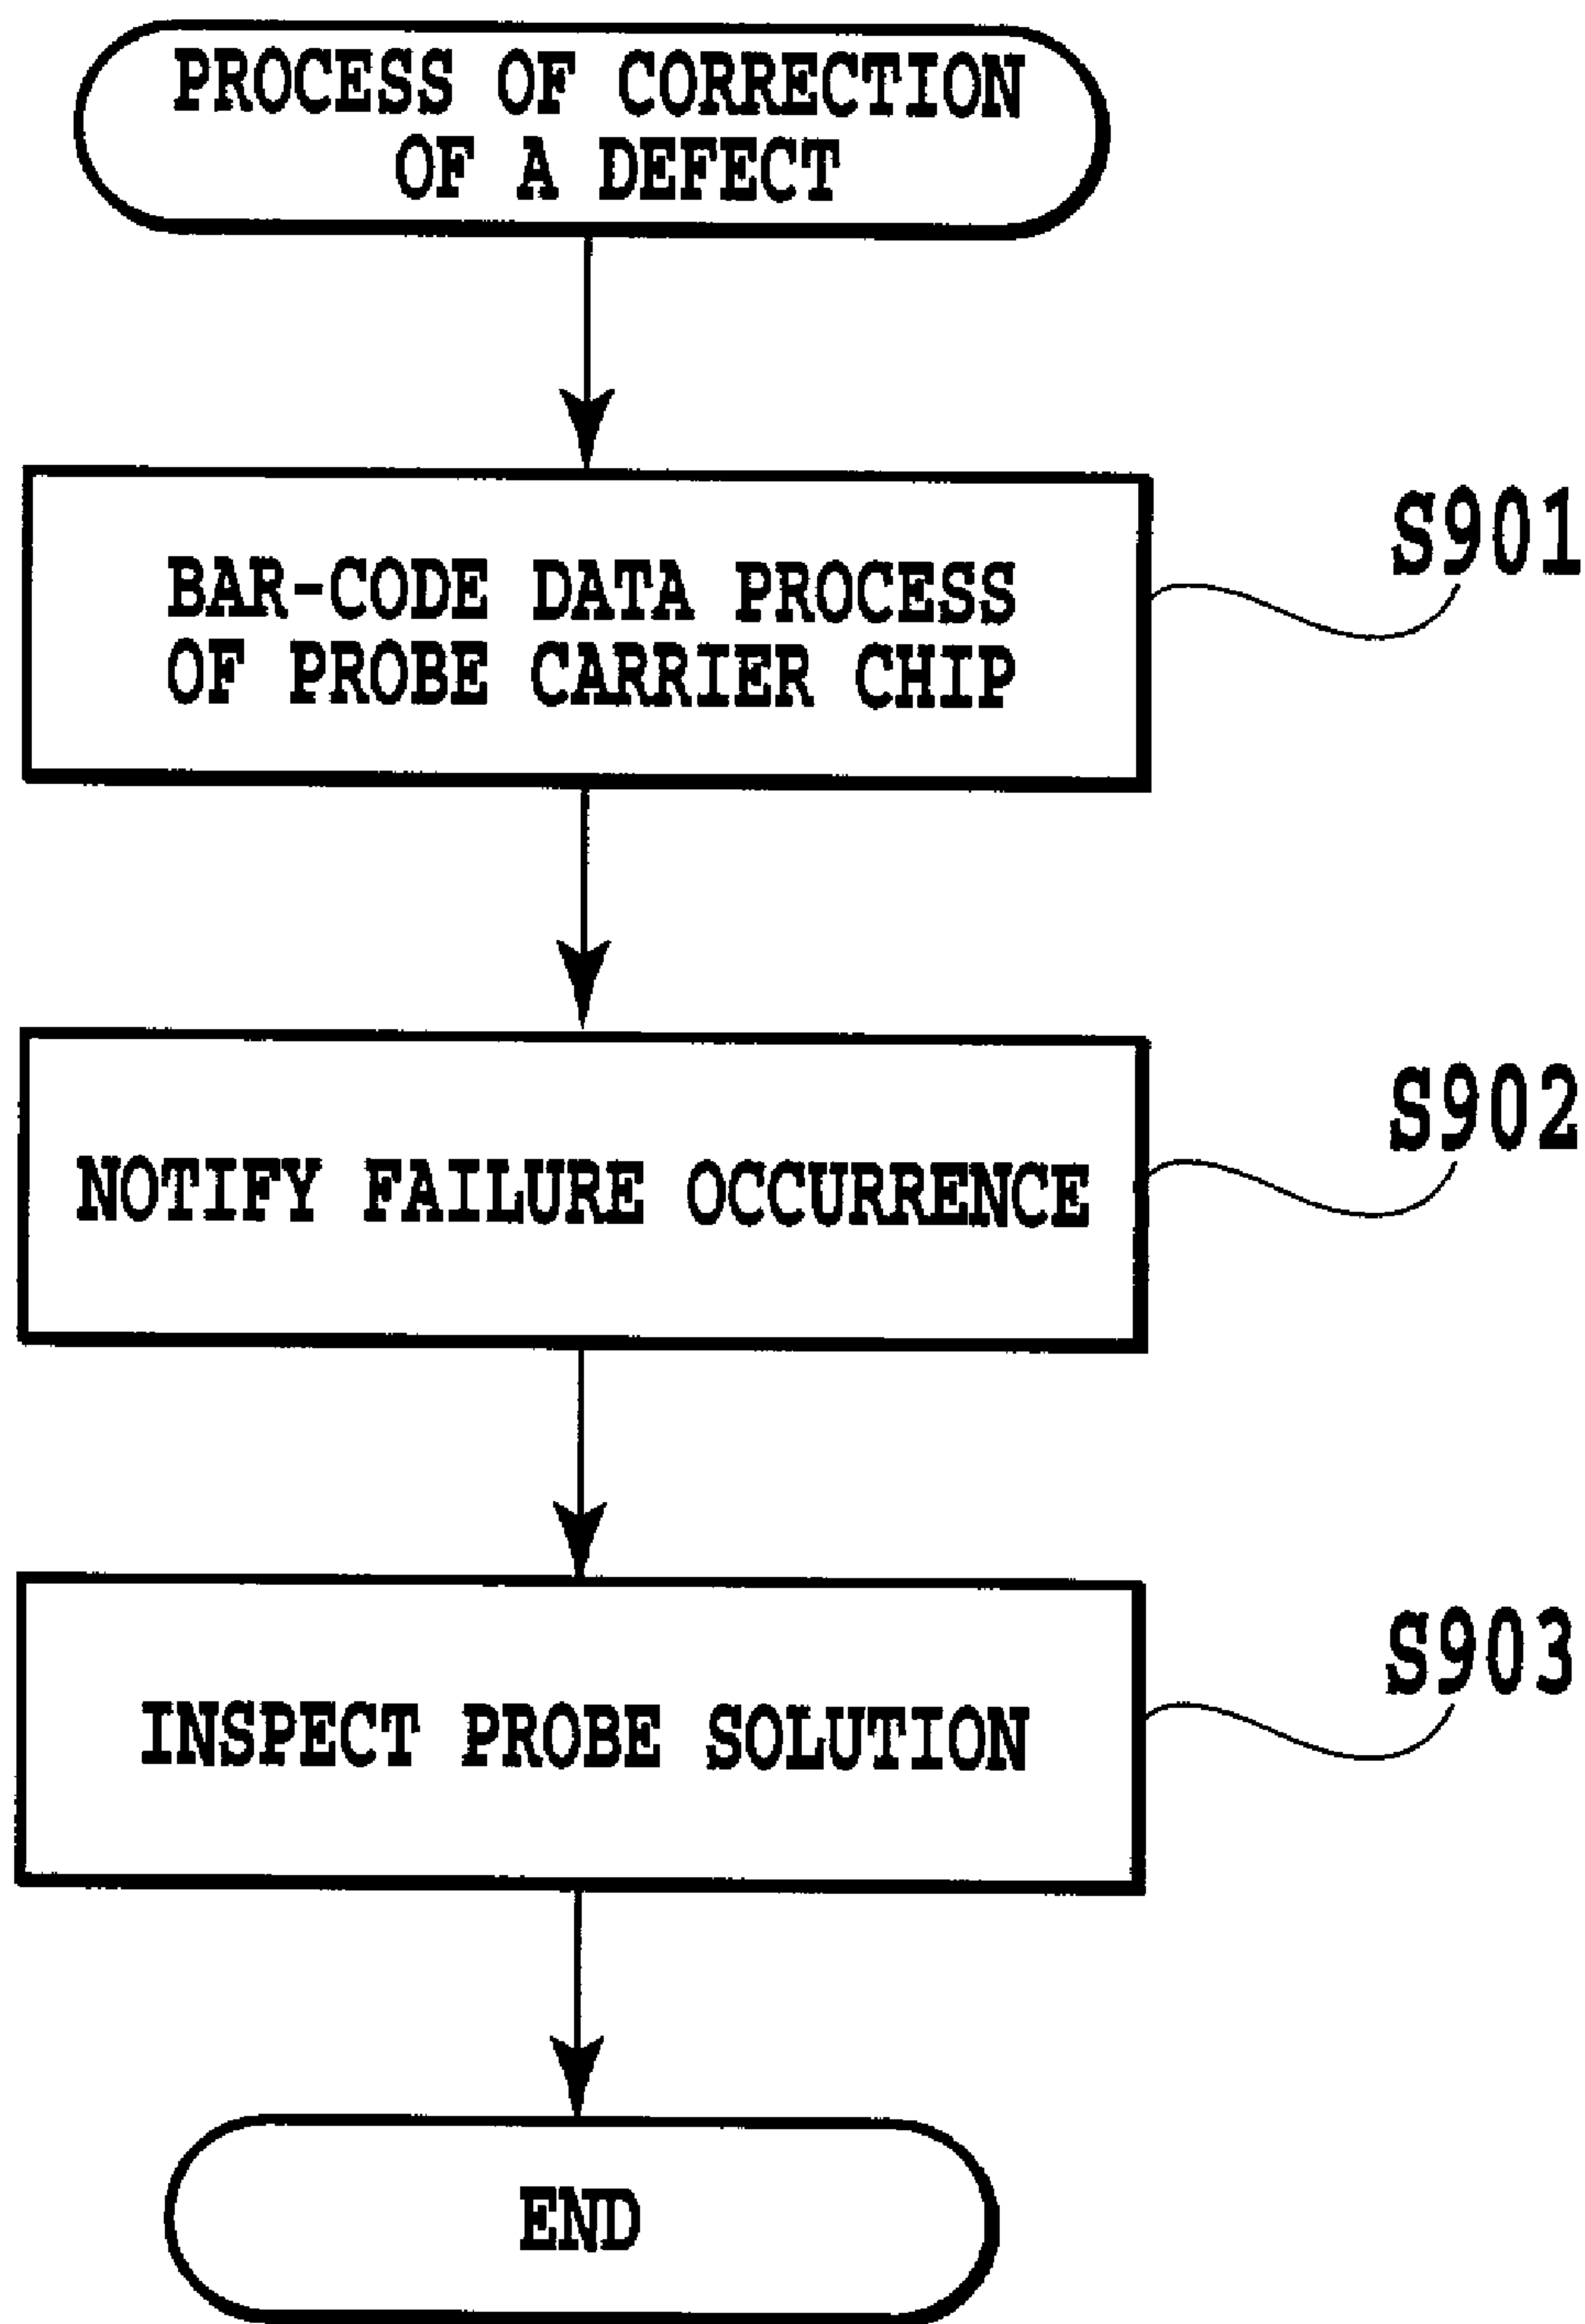 PROCESS OF CORRECTION
OF A DEFECT
BAR-CODE DATA PROCESS
OF PROBE CARRIER CHIP
S901
NOTIFY FAILURE OCCURRENCE
S902
INSPECT PROBE SOLUTION
S903
END